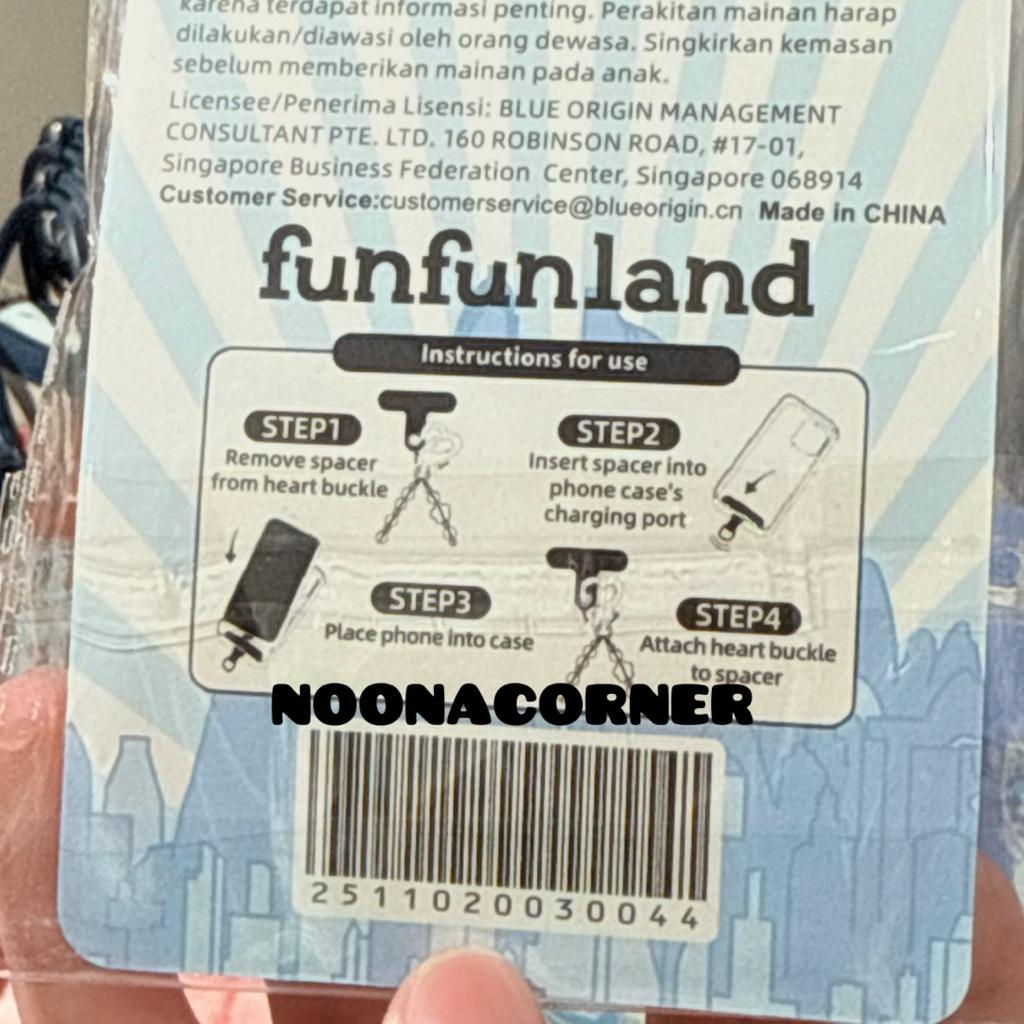 karena terdapat informasi penting. Perakitan mainan harap
dilakukan/diawasi oleh orang dewasa. Singkirkan kemasan
sebelum memberikan mainan pada anak.
Licensee/Penerima Lisensi: BLUE ORIGIN MANAGEMENT
CONSULTANT PTE. LTD. 160 ROBINSON ROAD, #17-01,
Singapore Business Federation Center, Singapore 068914
Customer Service:customerservice@blueorigin.cn Made in CHINA
funfunland
Instructions for use
STEP1
Remove spacer
from heart buckle
STEP2
Insert spacer into
phone case's
charging port
STEP3
Place phone into case
STEP4
Attach heart buckle
to spacer
NOONACORNER
2511020030044